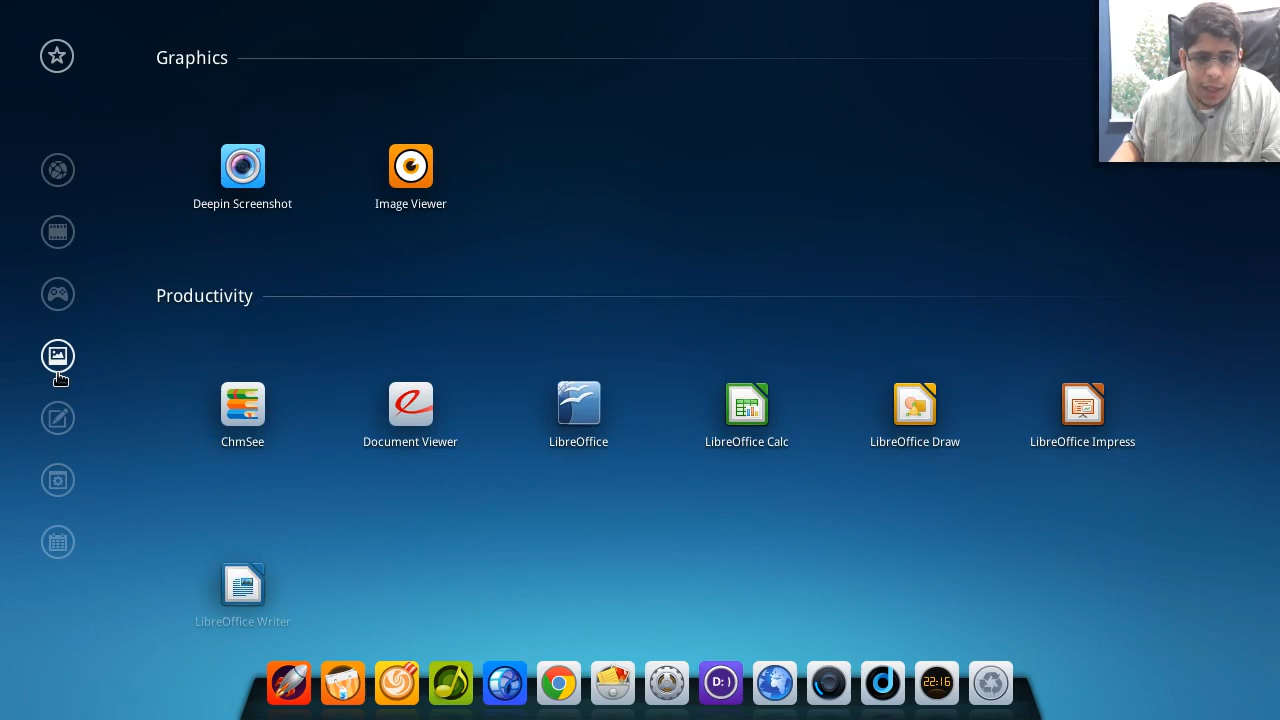 Graphics
Deepin Screenshot
Image Viewer
Productivity
ChmSee
Document Viewer
LibreOffice
LibreOffice Calc
LibreOffice Draw
LibreOffice Impress
LibreOffice Writer
D:)
22:16